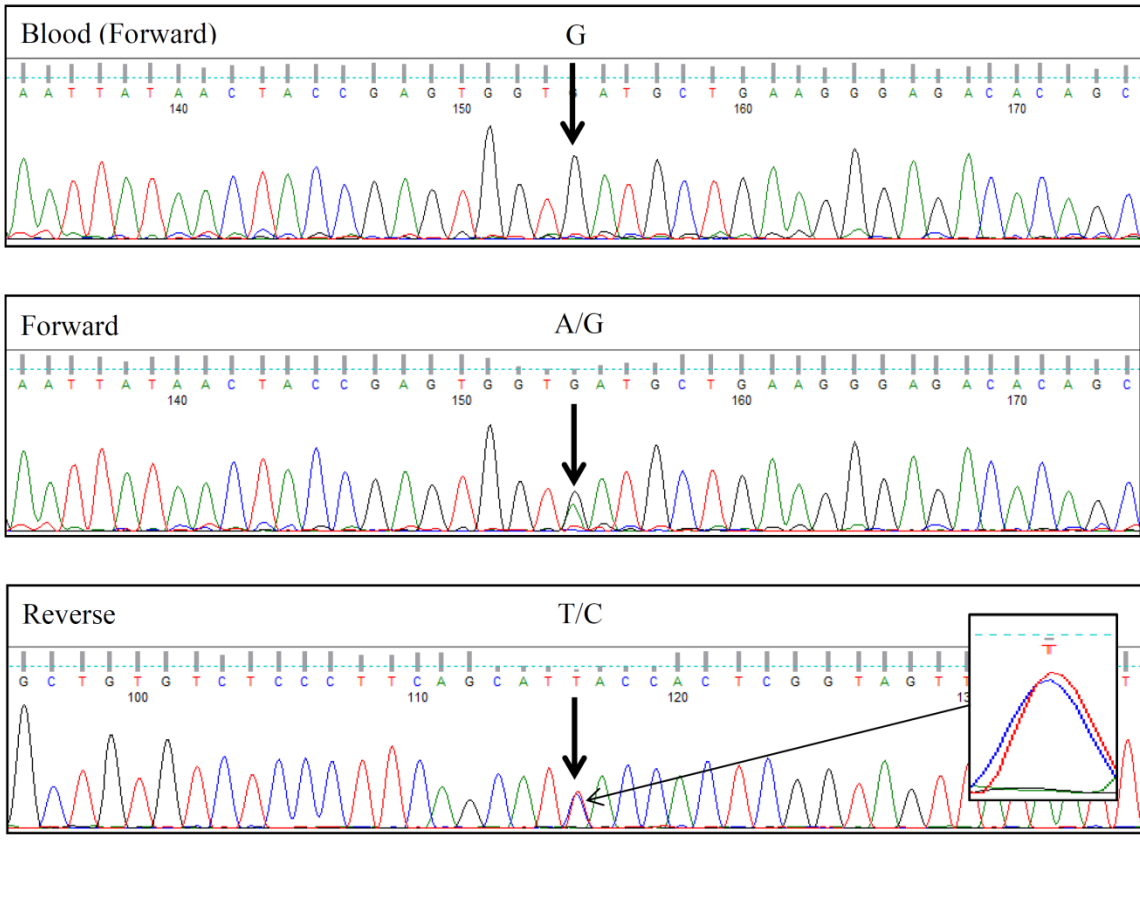 Blood (Forward) G
A A T T A T A A C T A C C G A G T G G T G A T G C T G A A G G G A G A C A C A G C
140 150 160 170
Forward A/G
A A T T A T A A C T A C C G A G T G G T G A T G C T G A A G G G A G A C A C A G C
140 150 160 170
Reverse T/C
T
G C T G T G T C T C C C T T C A G C A T T A C C A C T C G G T A G T T T
100 110 120